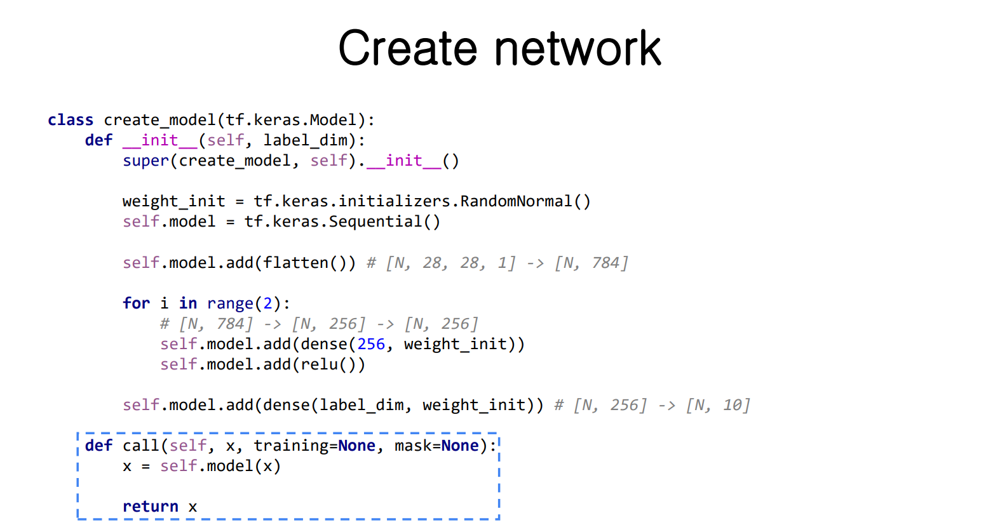 Create network
class create_model(tf.keras.Model):
    def __init__(self, label_dim):
        super(create_model, self).__init__()
        weight_init = tf.keras.initializers.RandomNormal()
        self.model = tf.keras.Sequential()
        self.model.add(flatten()) # [N, 28, 28, 1] -> [N, 784]
        for i in range(2):
            # [N, 784] -> [N, 256] -> [N, 256]
            self.model.add(dense(256, weight_init))
            self.model.add(relu())
        self.model.add(dense(label_dim, weight_init)) # [N, 256] -> [N, 10]
    def call(self, x, training=None, mask=None):
        x = self.model(x)
        return x